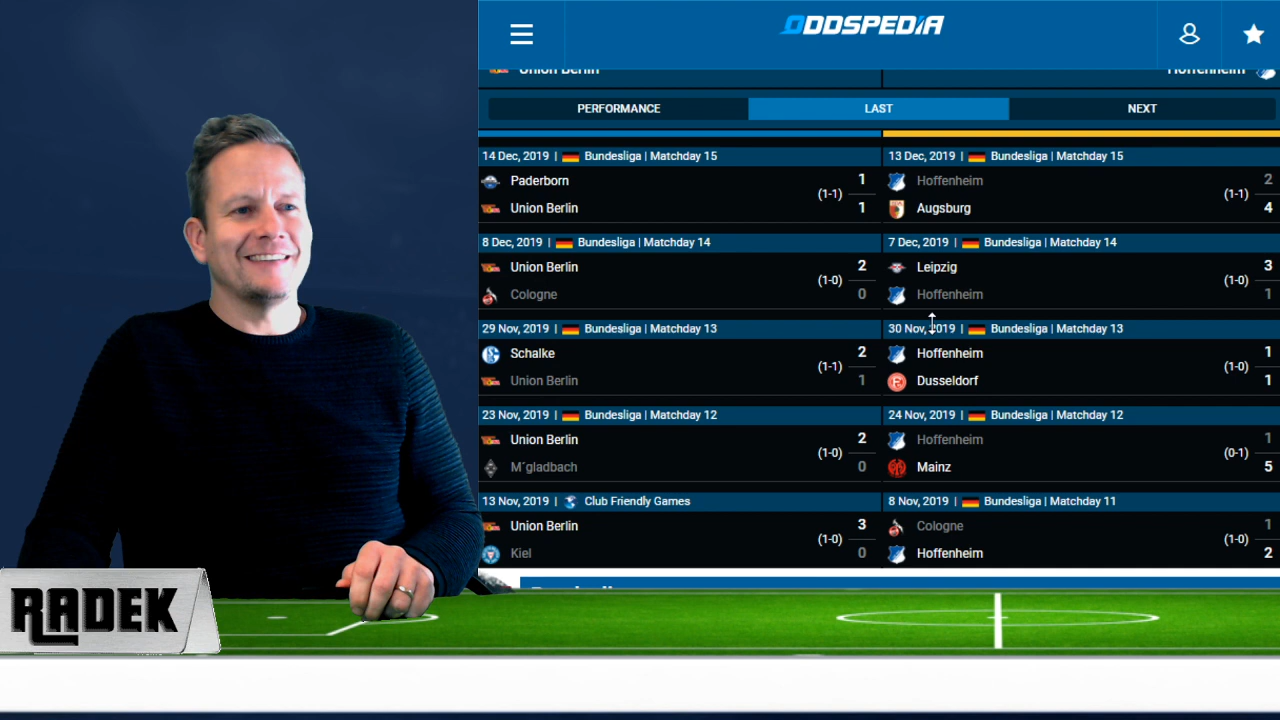 ODDSPEDIA
Union Berlin Hoffenheim
PERFORMANCE LAST NEXT
14 Dec, 2019 | Bundesliga | Matchday 15
Paderborn 1
(1-1)
Union Berlin 1
8 Dec, 2019 | Bundesliga | Matchday 14
Union Berlin 2
(1-0)
Cologne 0
29 Nov, 2019 | Bundesliga | Matchday 13
Schalke 2
(1-1)
Union Berlin 1
23 Nov, 2019 | Bundesliga | Matchday 12
Union Berlin 2
(1-0)
M´gladbach 0
13 Nov, 2019 | Club Friendly Games
Union Berlin 3
(1-0)
Kiel 0
13 Dec, 2019 | Bundesliga | Matchday 15
Hoffenheim 2
(1-1)
Augsburg 4
7 Dec, 2019 | Bundesliga | Matchday 14
Leipzig 3
(1-0)
Hoffenheim 1
30 Nov, 2019 | Bundesliga | Matchday 13
Hoffenheim 1
(1-0)
Dusseldorf 1
24 Nov, 2019 | Bundesliga | Matchday 12
Hoffenheim 1
(0-1)
Mainz 5
8 Nov, 2019 | Bundesliga | Matchday 11
Cologne 1
(1-0)
Hoffenheim 2
RADEK